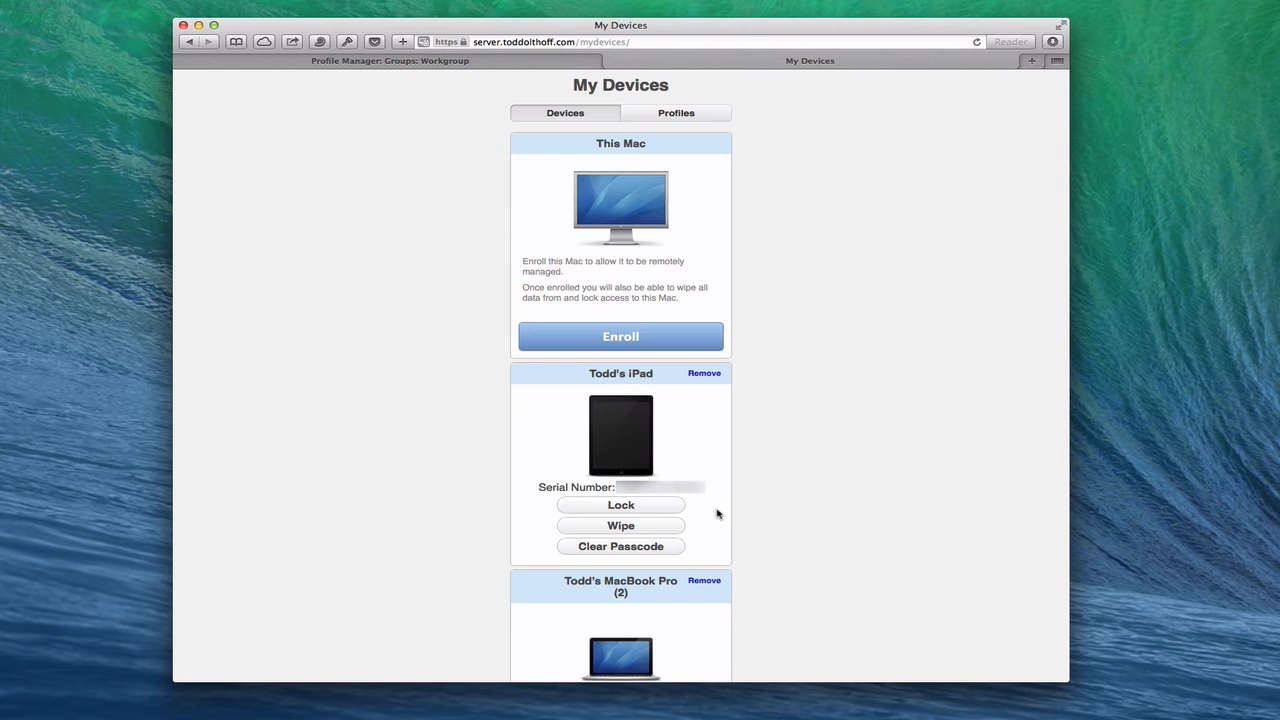 My Devices
https server.toddolthoff.com/mydevices/
Reader
Profile Manager: Groups: Workgroup
My Devices
My Devices
Devices
Profiles
This Mac
Enroll this Mac to allow it to be remotely
managed.
Once enrolled you will also be able to wipe all
data from and lock access to this Mac.
Enroll
Todd's iPad
Remove
Serial Number:
Lock
Wipe
Clear Passcode
Todd's MacBook Pro
(2)
Remove